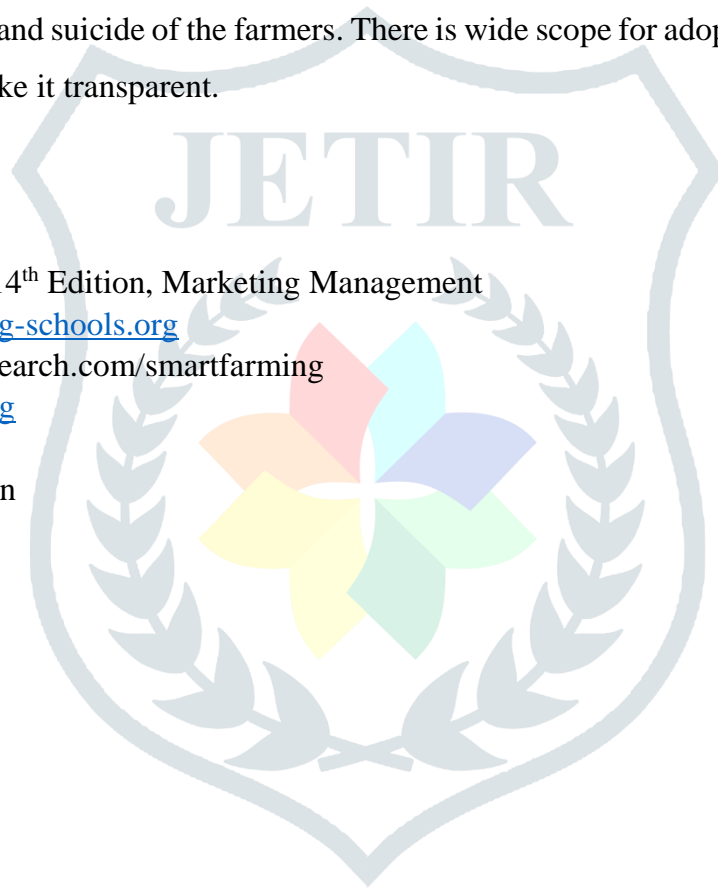 and suicide of the farmers. There is wide scope for adop
ke it transparent.
JETIR
4th Edition, Marketing Management
g-schools.org
earch.com/smartfarming
g
n